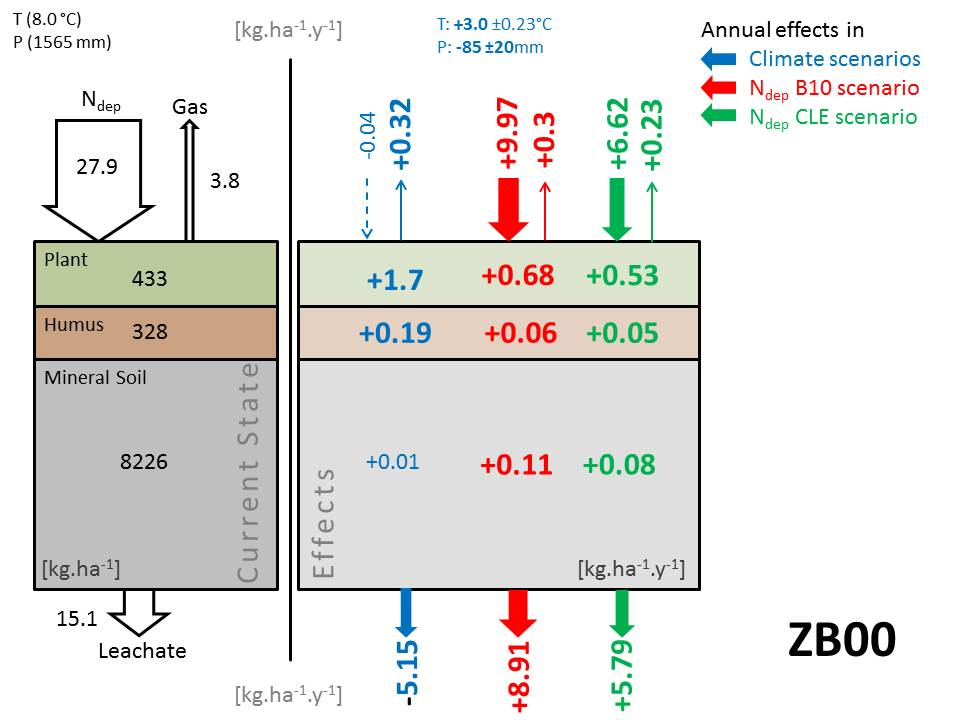 T (8.0 °C)
P (1565 mm)
[kg.ha-1.y-1]
T: +3.0 ±0.23°C
P: -85 ±20mm
Annual effects in
Climate scenarios
Ndep B10 scenario
Ndep CLE scenario
Ndep
27.9
Gas
3.8
-0.04
+0.32
+9.97
+0.3
+6.62
+0.23
Plant
433
+1.7
+0.68
+0.53
Humus
328
+0.19
+0.06
+0.05
Mineral Soil
8226
Current State
[kg.ha-1]
Effects
+0.01
+0.11
+0.08
[kg.ha-1.y-1]
15.1
Leachate
-5.15
+8.91
+5.79
[kg.ha-1.y-1]
ZB00